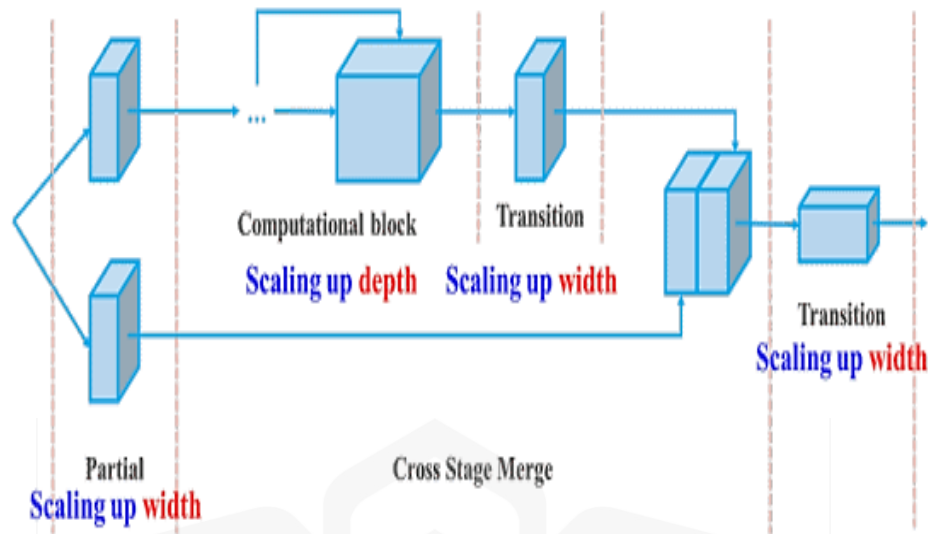 ...
Computational block
Scaling up depth
Transition
Scaling up width
Transition
Scaling up width
Partial
Scaling up width
Cross Stage Merge